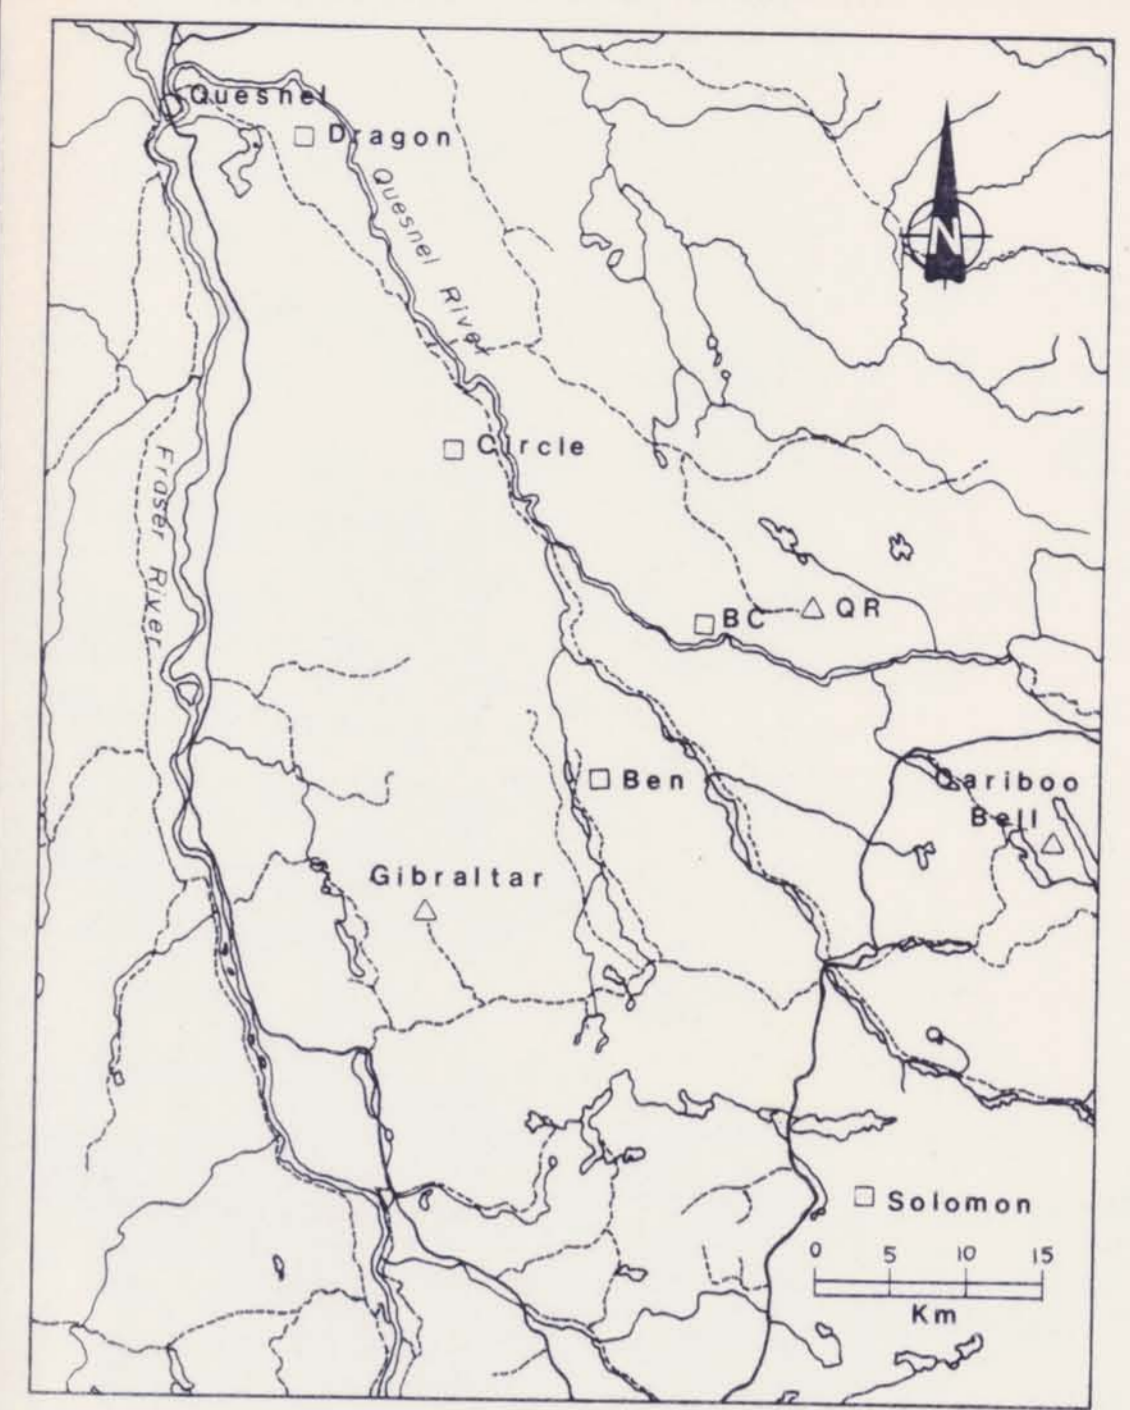 Quesnel
Dragon
N
Quesnel River
Circle
Fraser River
BC
QR
Ben
Cariboo
Bell
Gibraltar
Solomon
0 5 10 15
Km